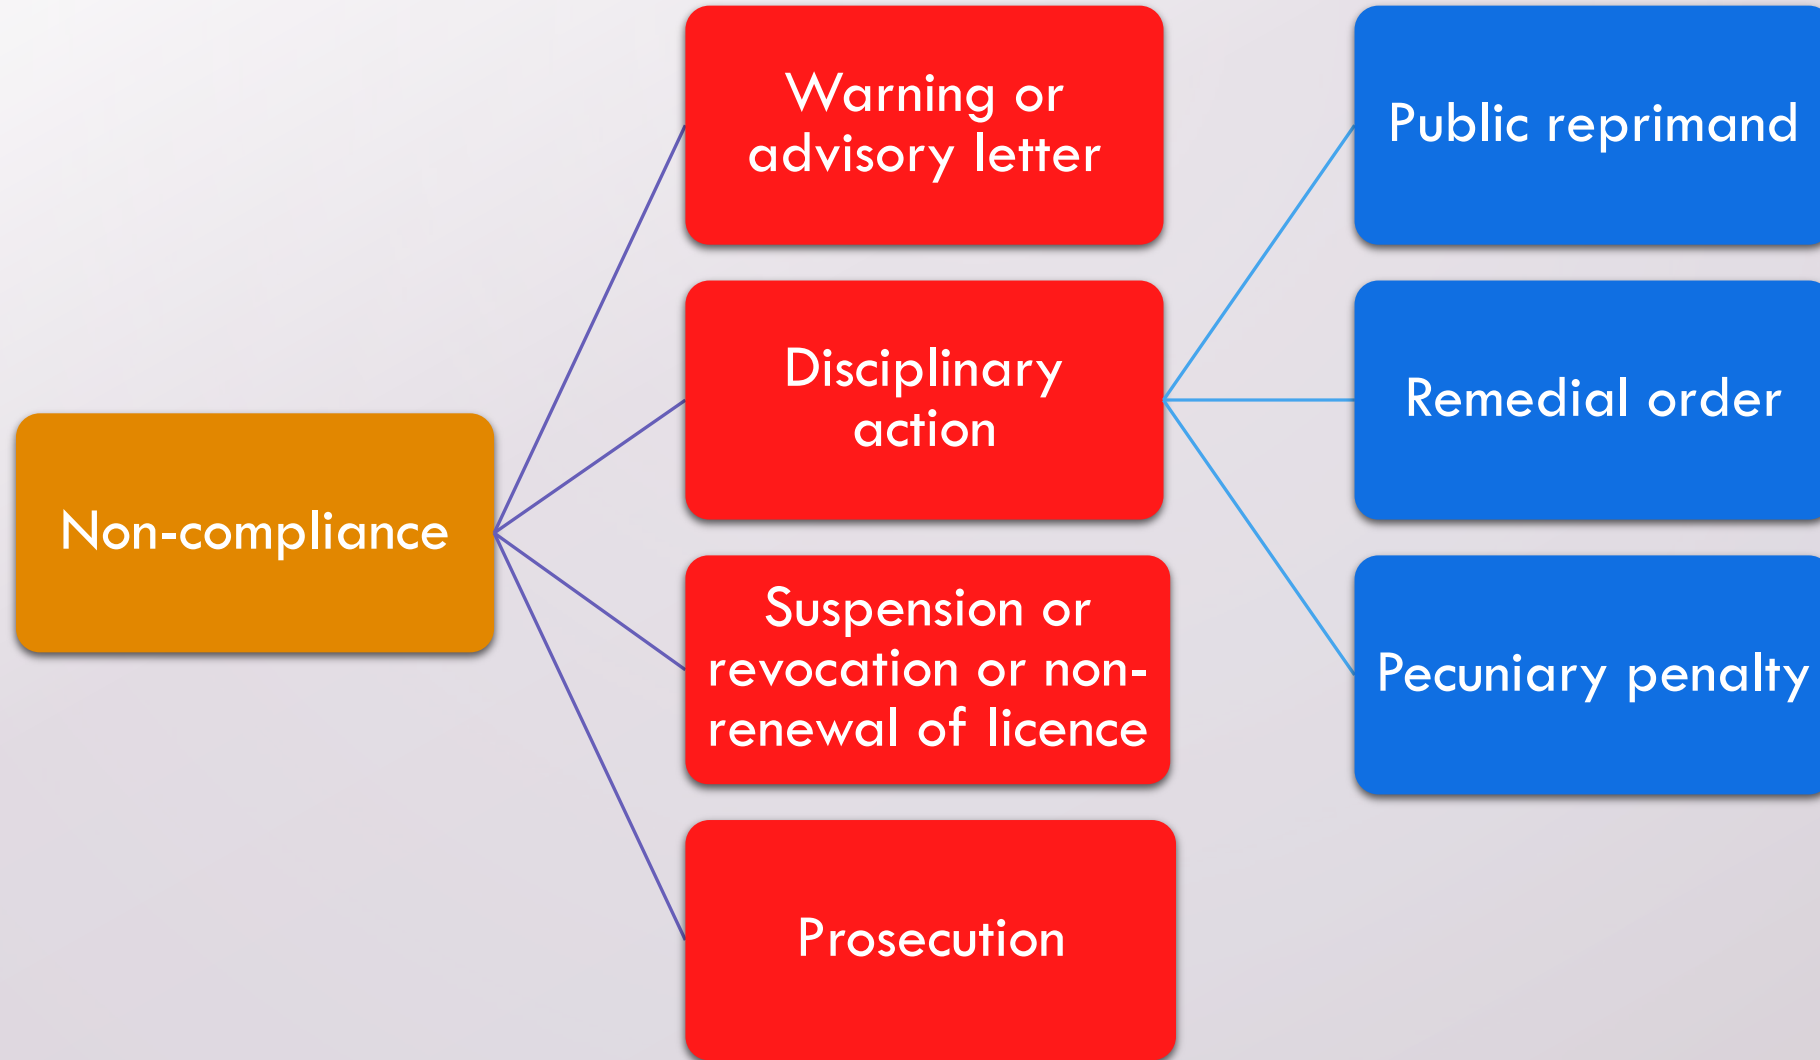 Non-compliance
Warning or
advisory letter
Disciplinary
action
Suspension or
revocation or non-
renewal of licence
Prosecution
Public reprimand
Remedial order
Pecuniary penalty